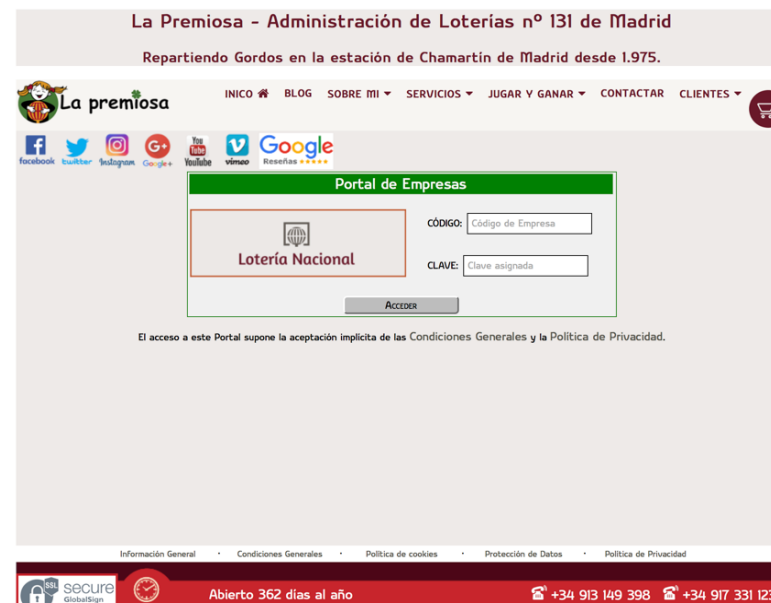 La Premiosa - Administración de Loterías nº 131 de Madrid
Repartiendo Gordos en la estación de Chamartín de Madrid desde 1.975.
La premiosa
INICO BLOG SOBRE MI SERVICIOS JUGAR Y GANAR CONTACTAR CLIENTES
facebook twitter Instagram G+ Google+ You Tube YouTube vimeo Google Reseñas
Portal de Empresas
CÓDIGO: Código de Empresa
Lotería Nacional
CLAVE: Clave asignada
ACCEDER
El acceso a este Portal supone la aceptación implicita de las Condiciones Generales y la Política de Privacidad.
Información General · Condiciones Generales · Política de cookies · Protección de Datos · Política de Privacidad
SSL secure GlobalSign
Abierto 362 días al año +34 913 149 398 +34 917 331 123